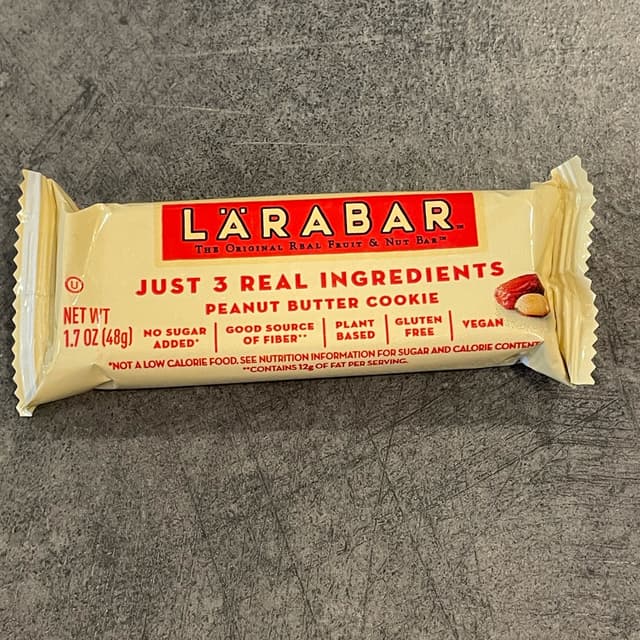 LÄRABAR™
THE ORIGINAL REAL FRUIT & NUT BAR™
JUST 3 REAL INGREDIENTS
PEANUT BUTTER COOKIE
U
NET WT
1.7 OZ (48g)
NO SUGAR
ADDED*
GOOD SOURCE
OF FIBER**
PLANT
BASED
GLUTEN
FREE
VEGAN
*NOT A LOW CALORIE FOOD. SEE NUTRITION INFORMATION FOR SUGAR AND CALORIE CONTENT
**CONTAINS 12g OF FAT PER SERVING.